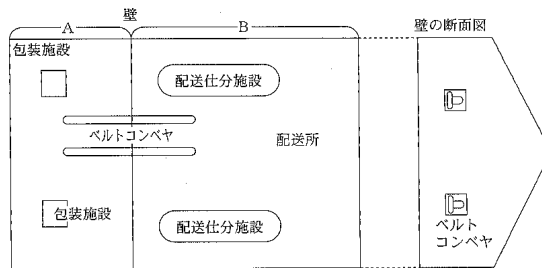 壁
A
B
壁の断面図
包装施設
配送仕分施設
ベルトコンベヤ
配送所
包装施設
配送仕分施設
ベルト
コンベヤ